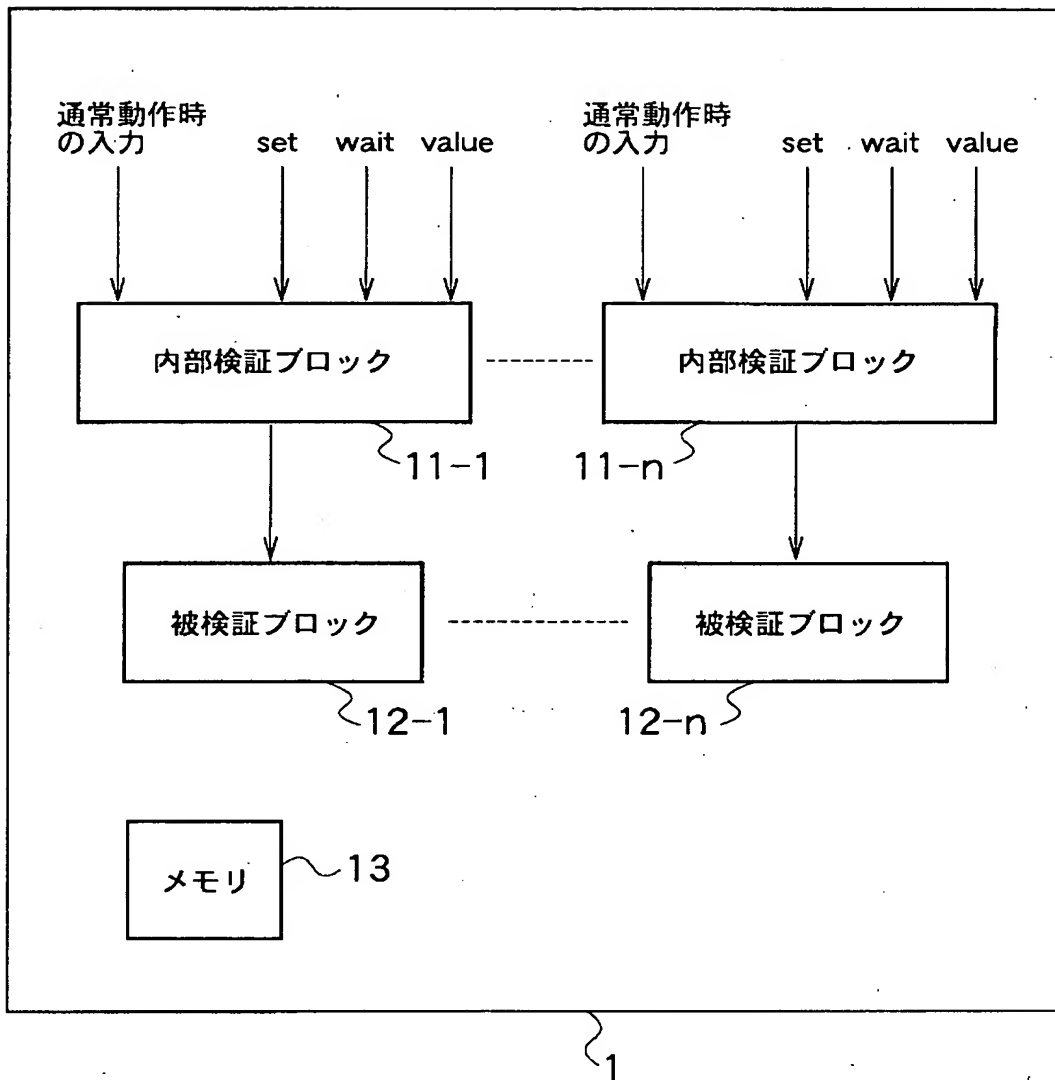 通常動作時
の入力 set wait value
通常動作時
の入力 set wait value
内部検証ブロック
内部検証ブロック
11-1
11-n
被検証ブロック
被検証ブロック
12-1
12-n
メモリ
13
1